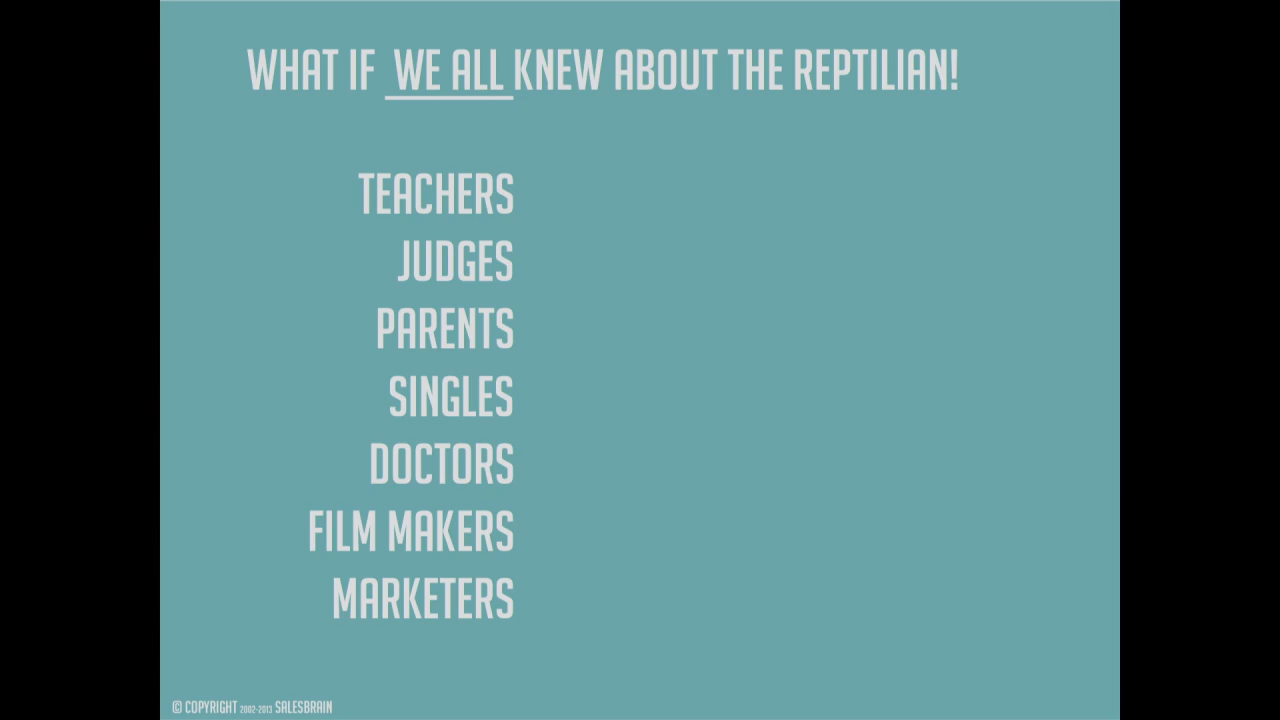 WHAT IF WE ALL KNEW ABOUT THE REPTILIAN!
TEACHERS
JUDGES
PARENTS
SINGLES
DOCTORS
FILM MAKERS
MARKETERS
© COPYRIGHT 2002-2013 SALESBRAIN